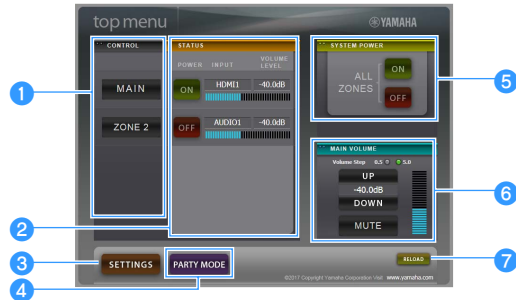 top menu
YAMAHA
CONTROL
MAIN
ZONE 2
STATUS
POWER INPUT VOLUME LEVEL
ON HDMI1 -40.0dB
OFF AUDIO1 -40.0dB
SYSTEM POWER
ALL ZONES
ON
OFF
MAIN VOLUME
Volume Step 0.5 5.0
UP
-40.0dB
DOWN
MUTE
SETTINGS
PARTY MODE
RELOAD
©2017 Copyright Yamaha Corporation Visit www.yamaha.com
1
2
3
4
5
6
7